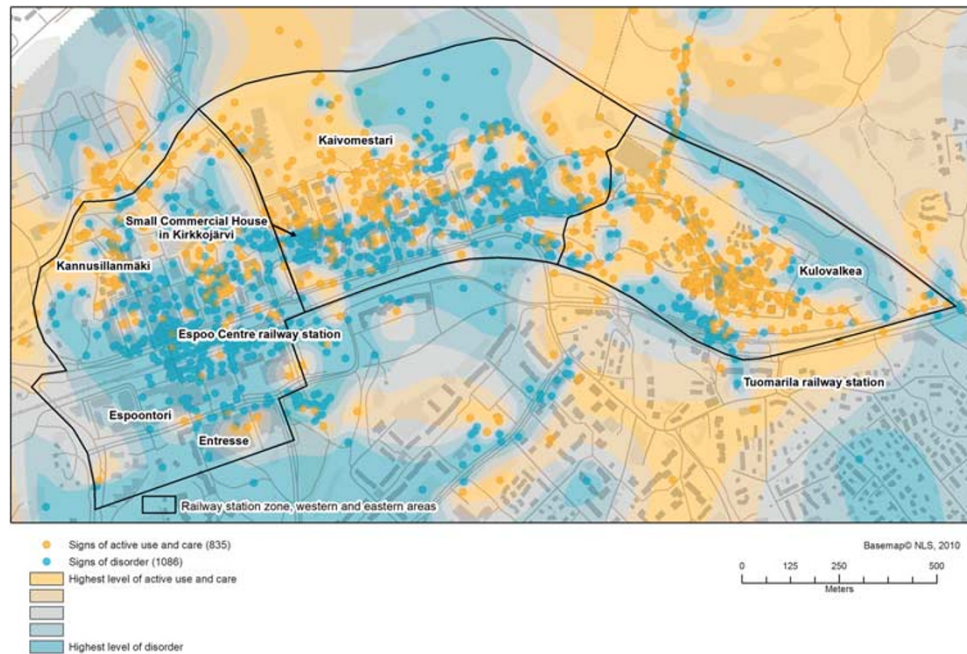 Kaivomestari
Small Commercial House
in Kirkkojärvi
Kannusillanmäki
Kulovalkea
Espoo Centre railway station
Tuomarila railway station
Espoontori
Entresse
Railway station zone, western and eastern areas
Signs of active use and care (835)
Signs of disorder (1086)
Highest level of active use and care
Highest level of disorder
Basemap© NLS, 2010
0 125 250 500
Meters